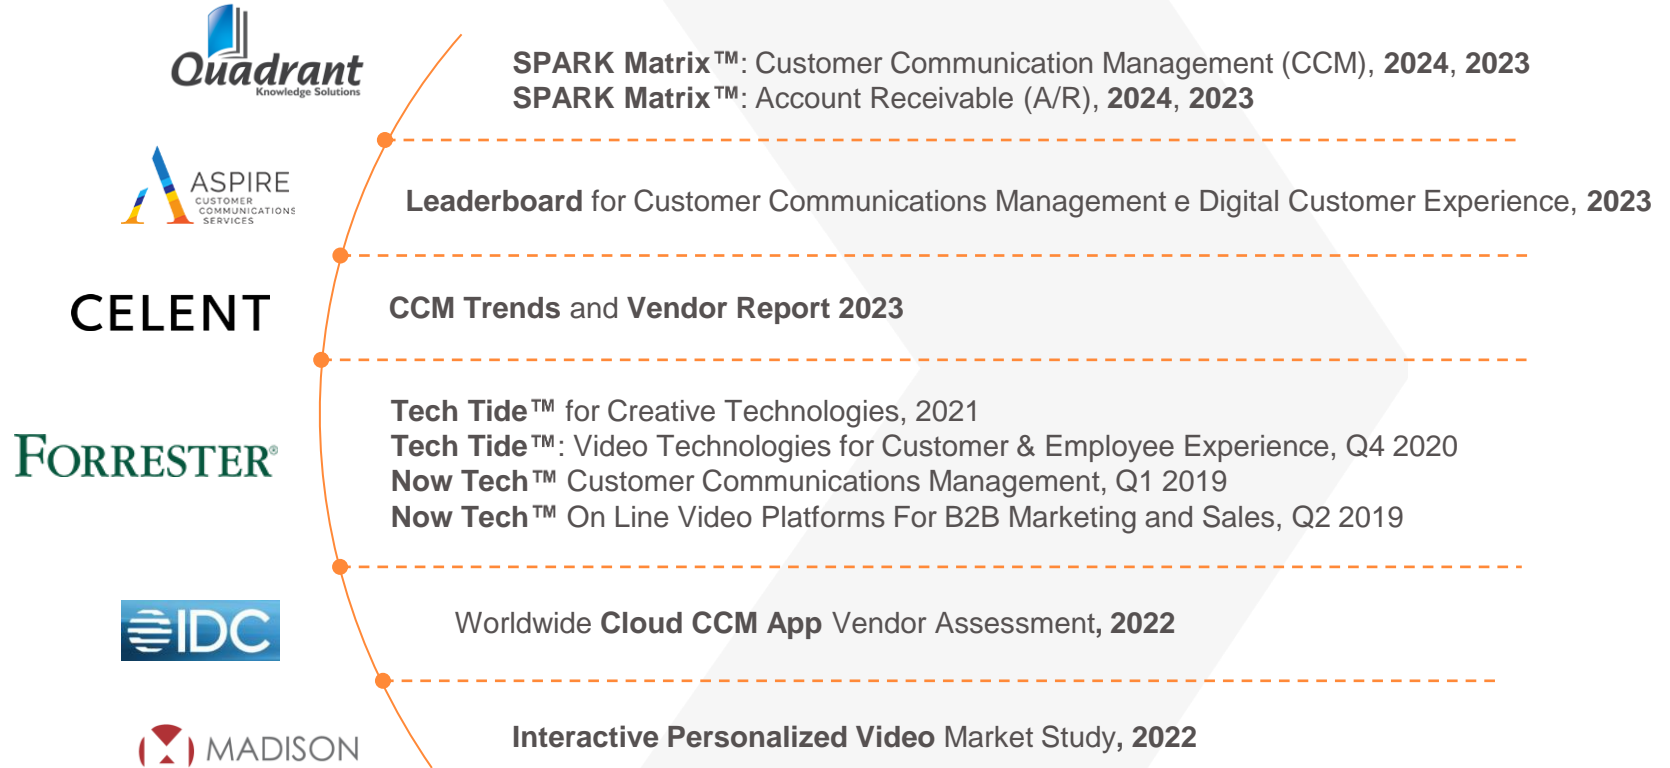 Quadrant
Knowledge Solutions
SPARK Matrix™: Customer Communication Management (CCM), 2024, 2023
SPARK Matrix™: Account Receivable (A/R), 2024, 2023
ASPIRE
CUSTOMER
COMMUNICATIONS
SERVICES
Leaderboard for Customer Communications Management e Digital Customer Experience, 2023
CELENT
CCM Trends and Vendor Report 2023
FORRESTER®
Tech Tide™ for Creative Technologies, 2021
Tech Tide™: Video Technologies for Customer & Employee Experience, Q4 2020
Now Tech™ Customer Communications Management, Q1 2019
Now Tech™ On Line Video Platforms For B2B Marketing and Sales, Q2 2019
IDC
Worldwide Cloud CCM App Vendor Assessment, 2022
MADISON
Interactive Personalized Video Market Study, 2022